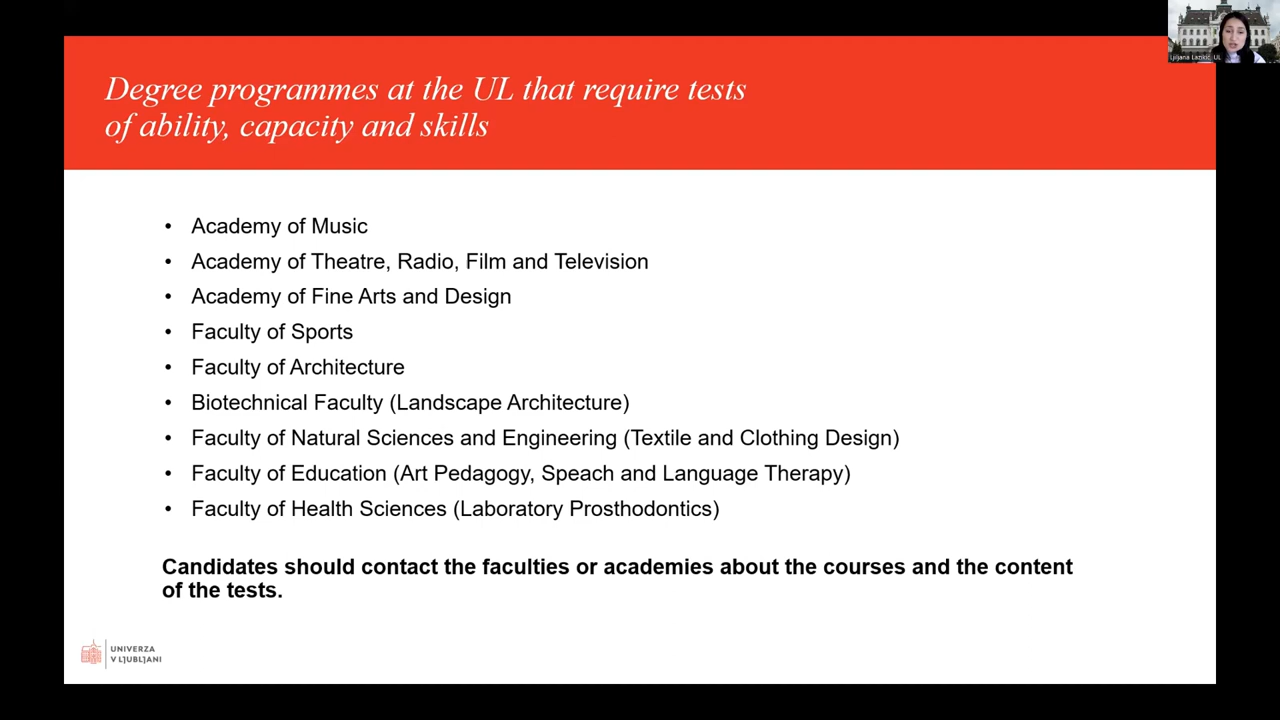 Ljiljana Lazikić, UL
Degree programmes at the UL that require tests
of ability, capacity and skills
• Academy of Music
• Academy of Theatre, Radio, Film and Television
• Academy of Fine Arts and Design
• Faculty of Sports
• Faculty of Architecture
• Biotechnical Faculty (Landscape Architecture)
• Faculty of Natural Sciences and Engineering (Textile and Clothing Design)
• Faculty of Education (Art Pedagogy, Speach and Language Therapy)
• Faculty of Health Sciences (Laboratory Prosthodontics)
Candidates should contact the faculties or academies about the courses and the content
of the tests.
UNIVERZA
V LJUBLJANI